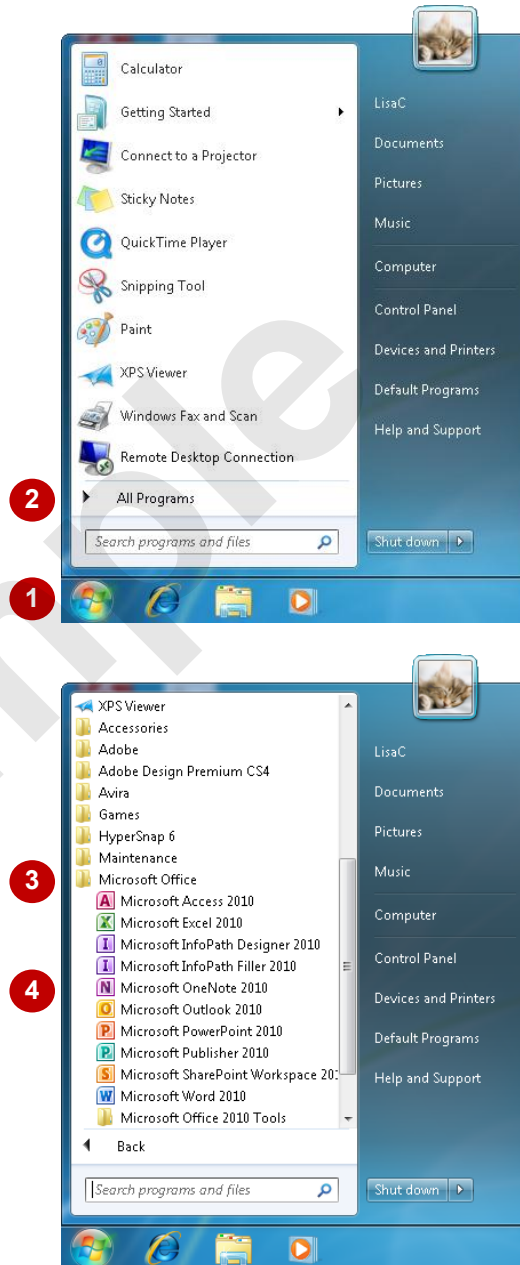 Calculator
Getting Started
Connect to a Projector
Sticky Notes
QuickTime Player
Snipping Tool
Paint
XPS Viewer
Windows Fax and Scan
Remote Desktop Connection
2
All Programs
Search programs and files
LisaC
Documents
Pictures
Music
Computer
Control Panel
Devices and Printers
Default Programs
Help and Support
Shut down
1
XPS Viewer
Accessories
Adobe
Adobe Design Premium CS4
Avira
Games
HyperSnap 6
Maintenance
3
Microsoft Office
Microsoft Access 2010
Microsoft Excel 2010
Microsoft InfoPath Designer 2010
Microsoft InfoPath Filler 2010
4
Microsoft OneNote 2010
Microsoft Outlook 2010
Microsoft PowerPoint 2010
Microsoft Publisher 2010
Microsoft SharePoint Workspace 20
Microsoft Word 2010
Microsoft Office 2010 Tools
Back
Search programs and files
LisaC
Documents
Pictures
Music
Computer
Control Panel
Devices and Printers
Default Programs
Help and Support
Shut down
mple